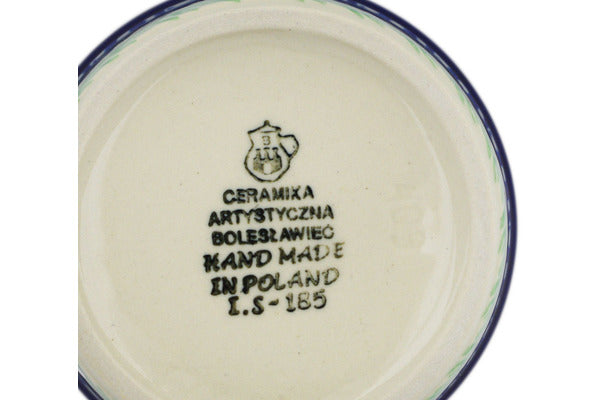 B
CERAMIKA
ARTYSTYCZNA
BOLESŁAWIEC
HAND MADE
IN POLAND
I.S-185